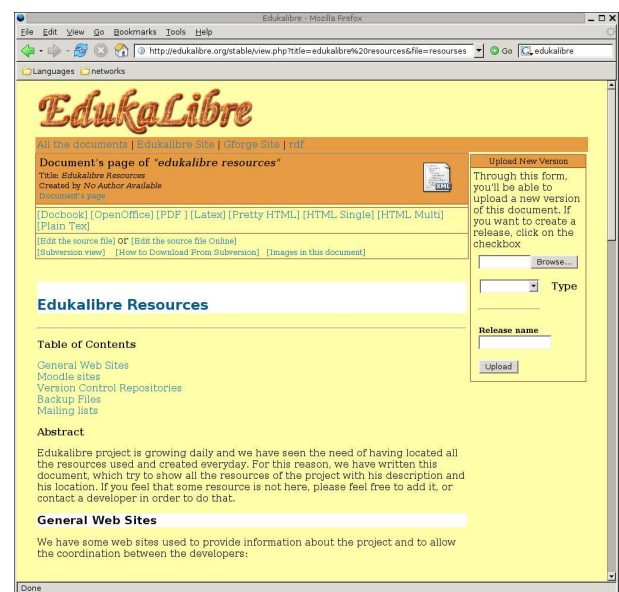 Edukalibre - Mozilla Firefox
File Edit View Go Bookmarks Tools Help
http://edukalibre.org/stable/view.php?title=edukalibre%20resources&file=resourses Go edukalibre
Languages networks
EdukaLibre
All the documents | Edukalibre Site | Gforge Site | rdf
Document's page of "edukalibre resources"
Title: Edukalibre Resources
Created by No Author Available
Document's page
XML
[Docbook] [OpenOffice] [PDF ] [Latex] [Pretty HTML] [HTML Single] [HTML Multi]
[Plain Tex]
[Edit the source file] or [Edit the source file Online]
[Subversion view] [How to Download From Subversion] [Images in this document]
Upload New Version
Through this form,
you'll be able to
upload a new version
of this document. If
you want to create a
release, click on the
checkbox
Browse...
Type
Release name
Upload
Edukalibre Resources
Table of Contents
General Web Sites
Moodle sites
Version Control Repositories
Backup Files
Mailing lists
Abstract
Edukalibre project is growing daily and we have seen the need of having located all
the resources used and created everyday. For this reason, we have written this
document, which try to show all the resources of the project with his description and
his location. If you feel that some resource is not here, please feel free to add it, or
contact a developer in order to do that.
General Web Sites
We have some web sites used to provide information about the project and to allow
the coordination between the developers:
Done